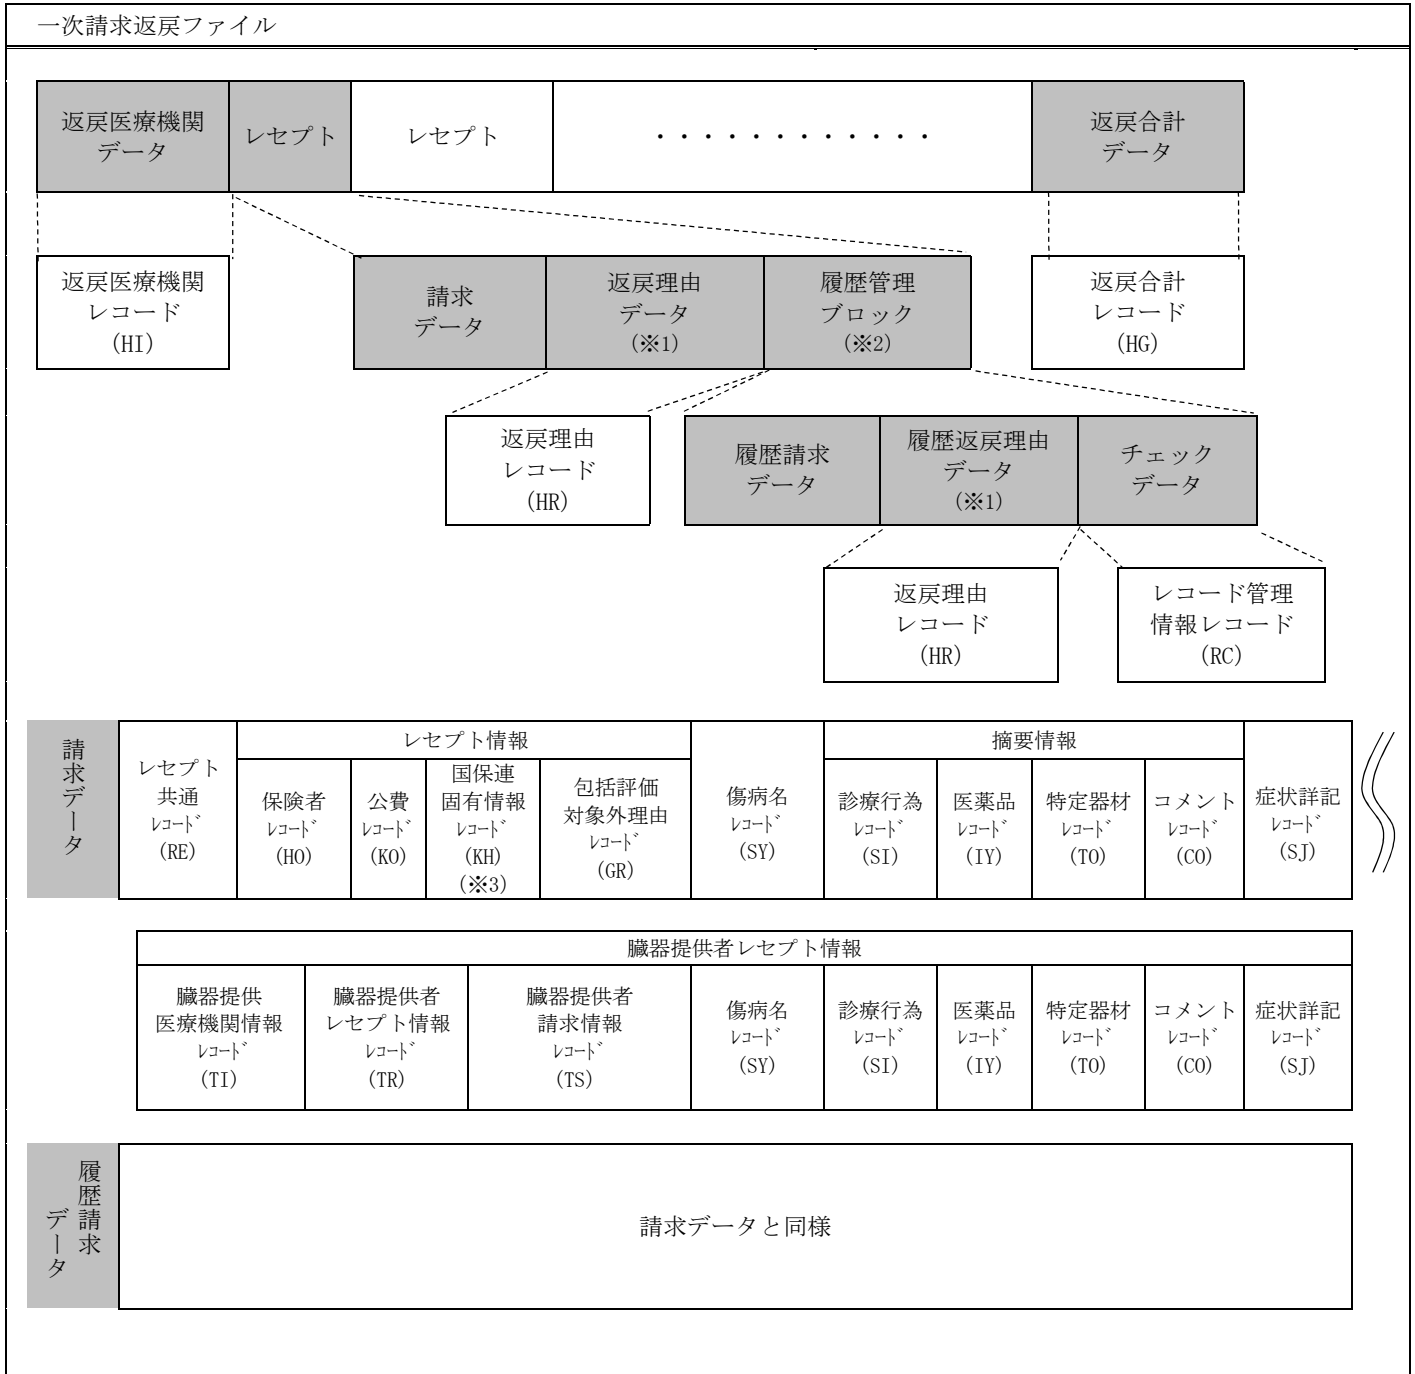 一次請求返戻ファイル
返戻医療機関
データ
レセプト
レセプト
・・・・・・・・・・・・
返戻合計
データ
返戻医療機関
レコード
(HI)
請求
データ
返戻理由
データ
(※1)
履歴管理
ブロック
(※2)
返戻合計
レコード
(HG)
返戻理由
レコード
(HR)
履歴請求
データ
履歴返戻理由
データ
(※1)
チェック
データ
返戻理由
レコード
(HR)
レコード管理
情報レコード
(RC)
請求データ
レセプト
共通
ﾚｺｰﾄﾞ
(RE)
レセプト情報
保険者
ﾚｺｰﾄﾞ
(HO)
公費
ﾚｺｰﾄﾞ
(KO)
国保連
固有情報
ﾚｺｰﾄﾞ
(KH)
(※3)
包括評価
対象外理由
ﾚｺｰﾄﾞ
(GR)
傷病名
ﾚｺｰﾄﾞ
(SY)
摘要情報
診療行為
ﾚｺｰﾄﾞ
(SI)
医薬品
ﾚｺｰﾄﾞ
(IY)
特定器材
ﾚｺｰﾄﾞ
(TO)
コメント
ﾚｺｰﾄﾞ
(CO)
症状詳記
ﾚｺｰﾄﾞ
(SJ)
臓器提供者レセプト情報
臓器提供
医療機関情報
ﾚｺｰﾄﾞ
(TI)
臓器提供者
レセプト情報
ﾚｺｰﾄﾞ
(TR)
臓器提供者
請求情報
ﾚｺｰﾄﾞ
(TS)
傷病名
ﾚｺｰﾄﾞ
(SY)
診療行為
ﾚｺｰﾄﾞ
(SI)
医薬品
ﾚｺｰﾄﾞ
(IY)
特定器材
ﾚｺｰﾄﾞ
(TO)
コメント
ﾚｺｰﾄﾞ
(CO)
症状詳記
ﾚｺｰﾄﾞ
(SJ)
履歴請求
データ
請求データと同様